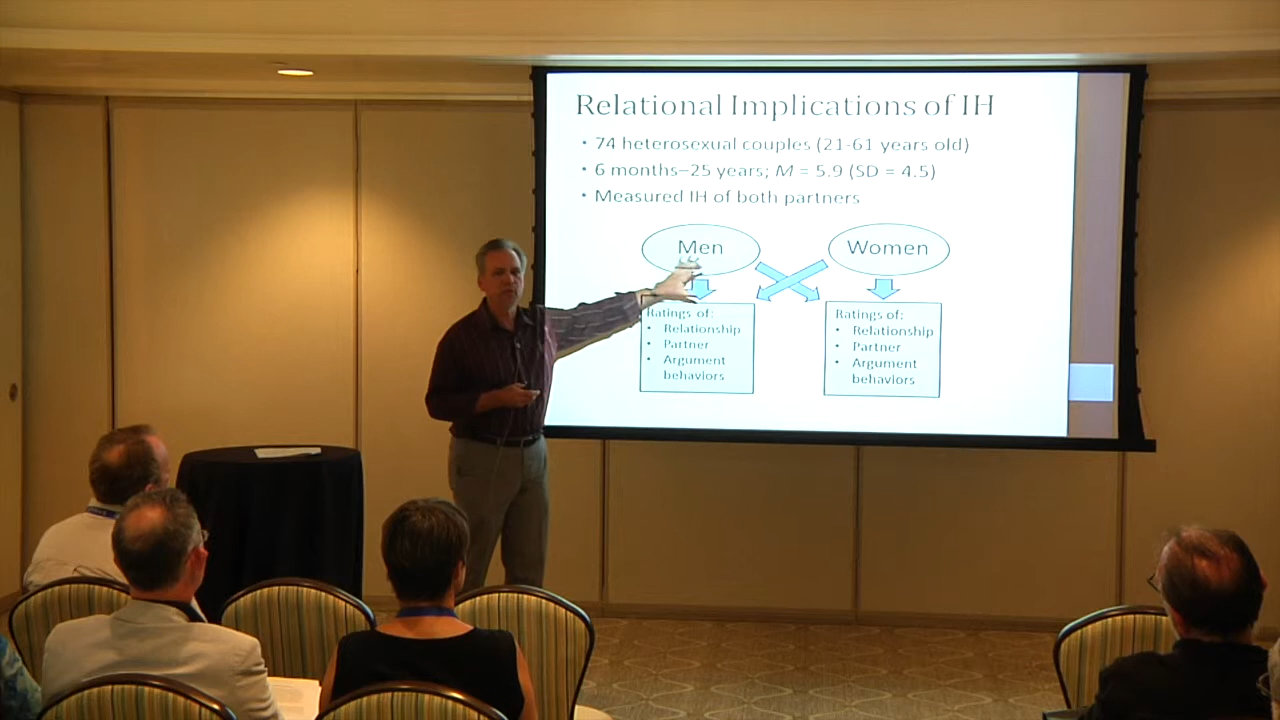 Relational Implications of IH
• 74 heterosexual couples (21-61 years old)
• 6 months–25 years; M = 5.9 (SD = 4.5)
• Measured IH of both partners
Men
Women
Ratings of:
• Relationship
• Partner
• Argument
behaviors
Ratings of:
• Relationship
• Partner
• Argument
behaviors